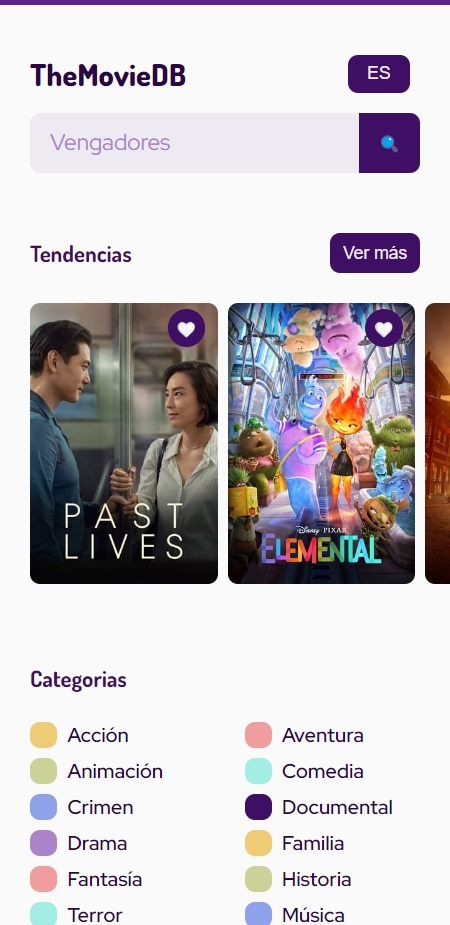 TheMovieDB
ES
Vengadores
Tendencias
Ver más
PAST
LIVES
Disney PIXAR
ELEMENTAL
Categorias
Acción
Aventura
Animación
Comedia
Crimen
Documental
Drama
Familia
Fantasía
Historia
Terror
Música